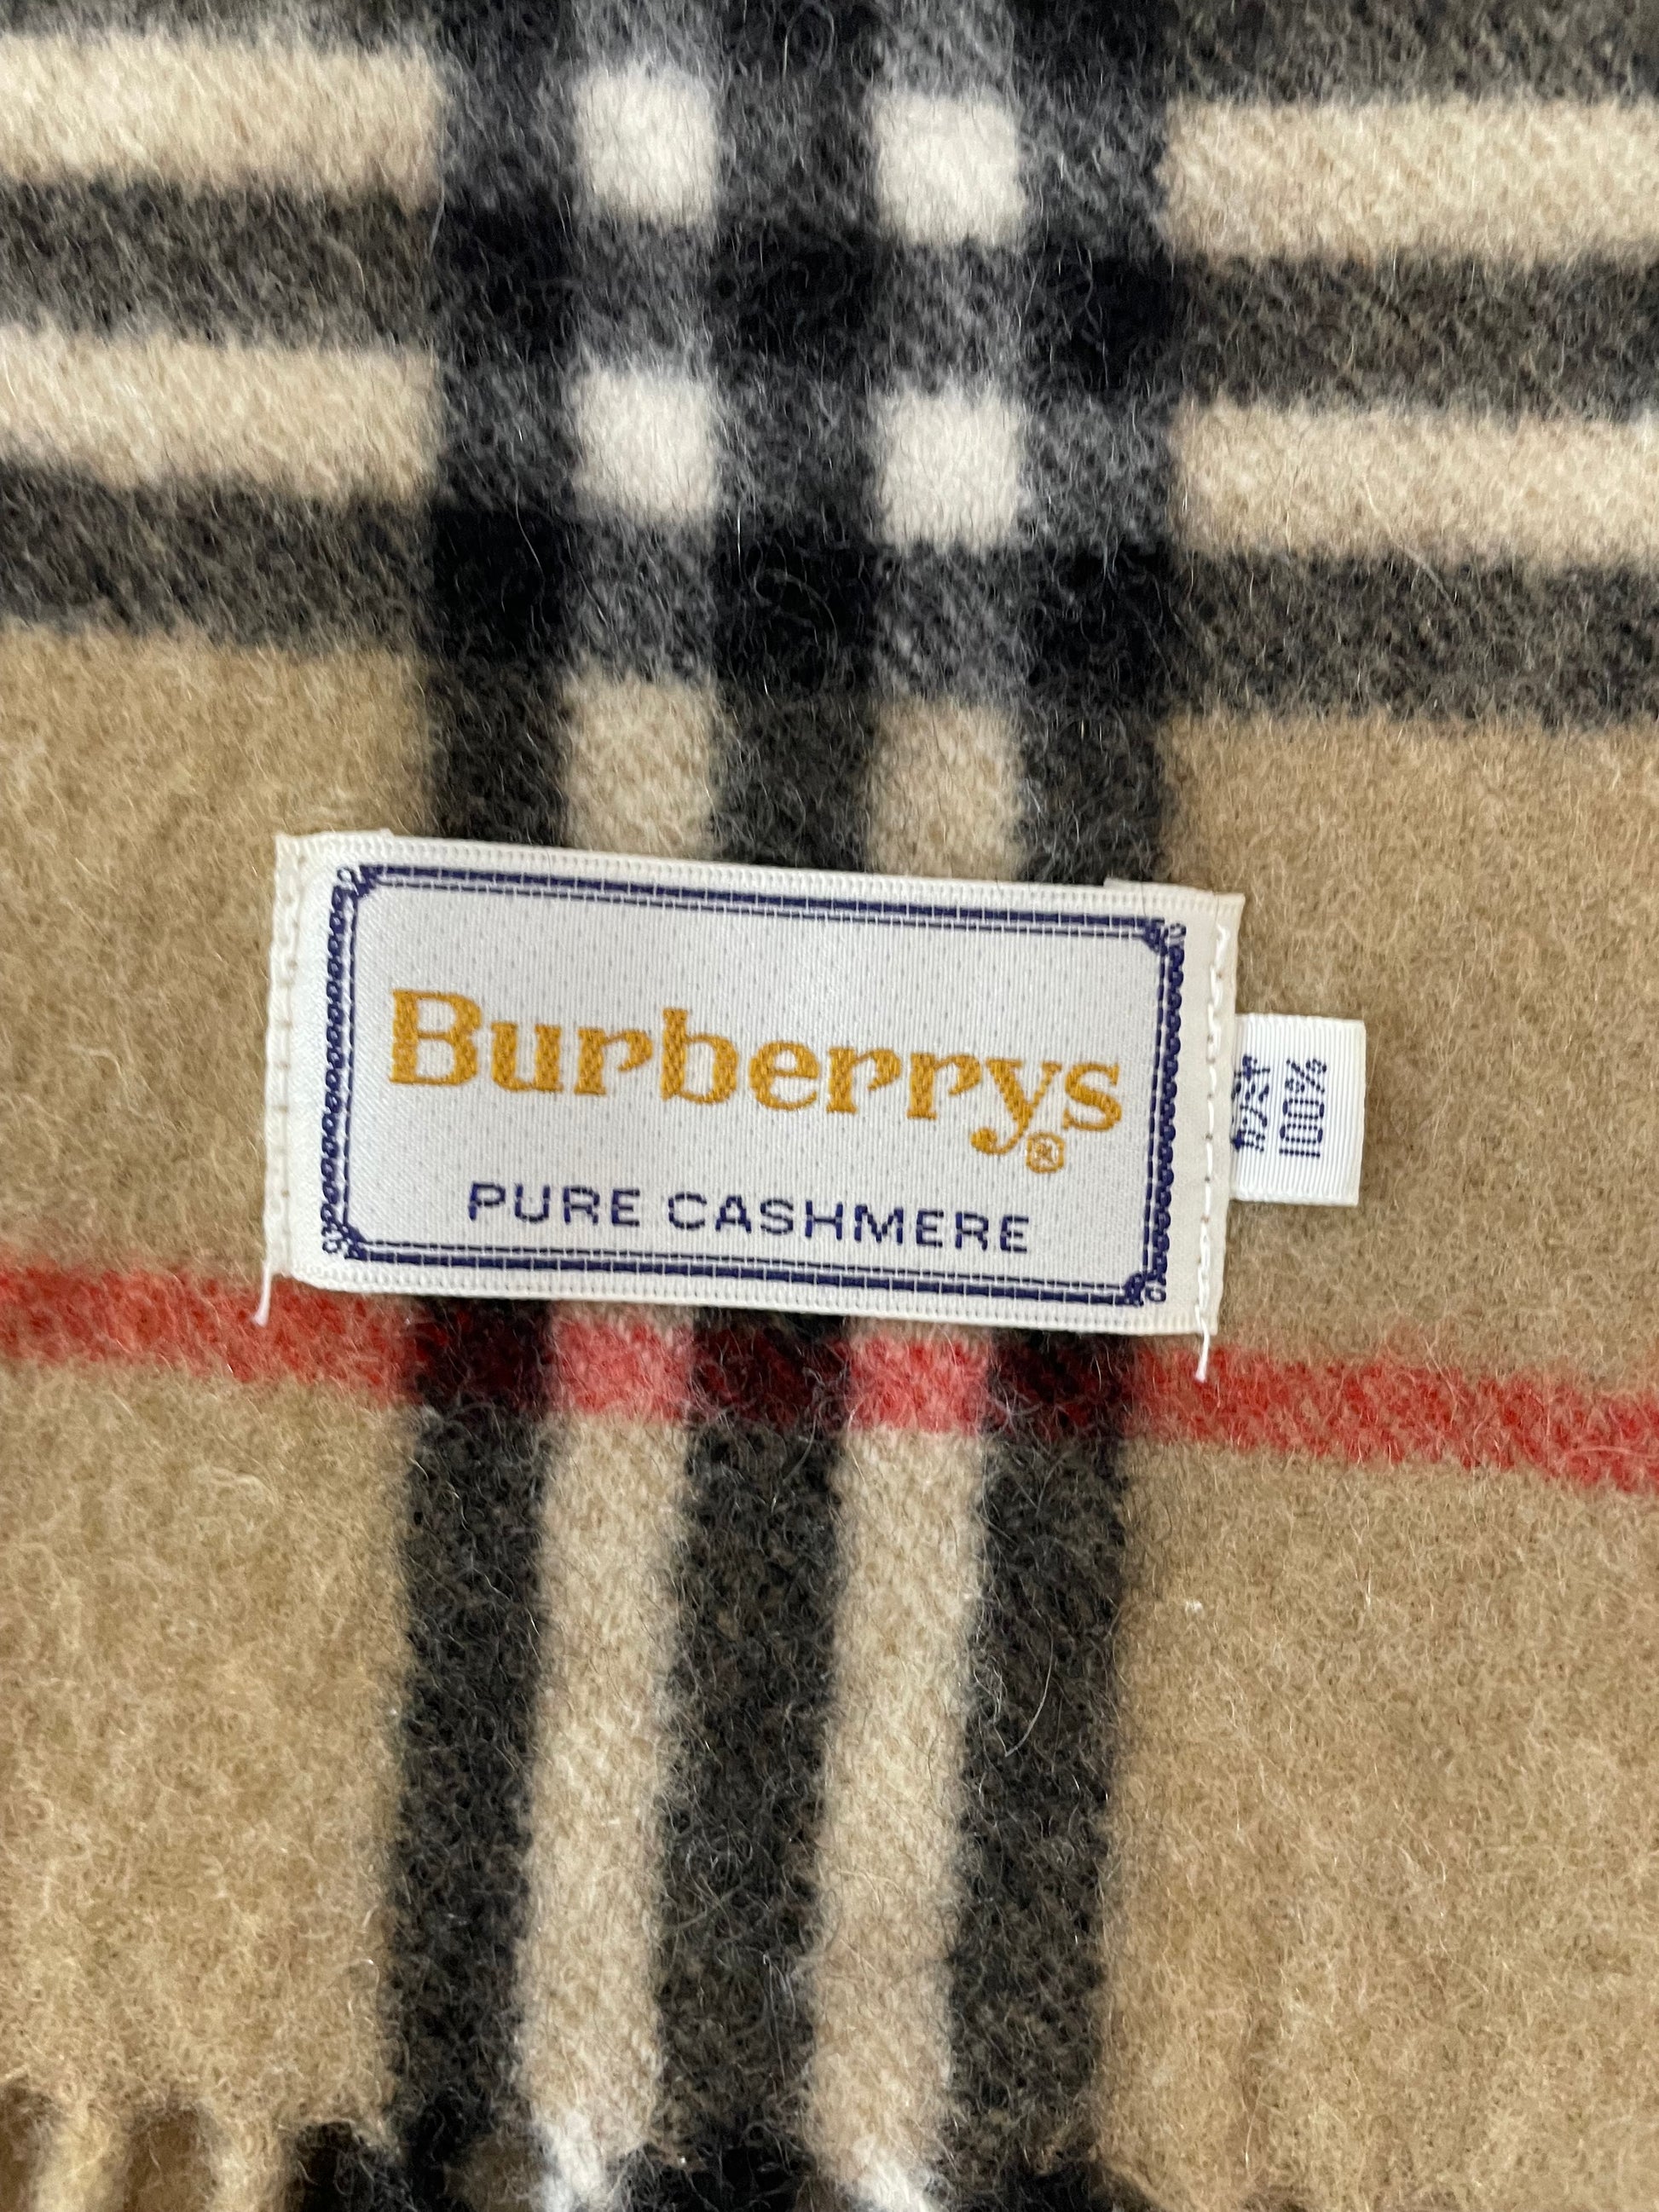 Burberrys®
PURE CASHMERE
カシミヤ
100%